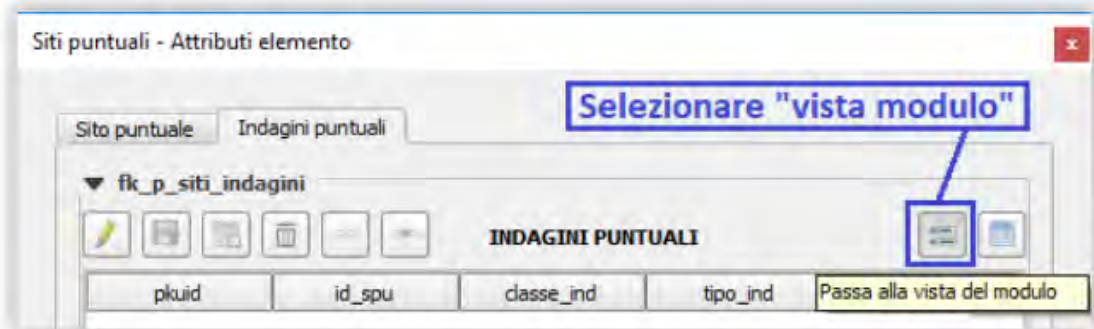 Siti puntuali - Attributi elemento
x
Selezionare "vista modulo"
Sito puntuale
Indagini puntuali
fk_p_siti_indagini
INDAGINI PUNTUALI
pkuid
id_spu
classe_ind
tipo_ind
Passa alla vista del modulo